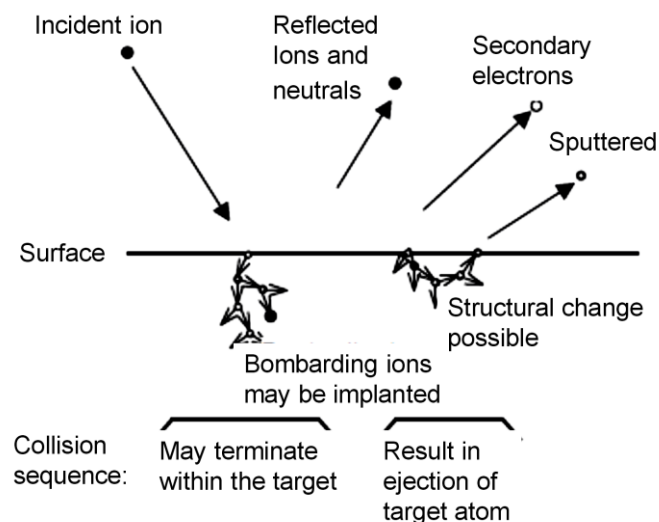 Incident ion
Reflected
Ions and
neutrals
Secondary
electrons
Sputtered
Surface
Structural change
possible
Bombarding ions
may be implanted
Collision
sequence:
May terminate
within the target
Result in
ejection of
target atom